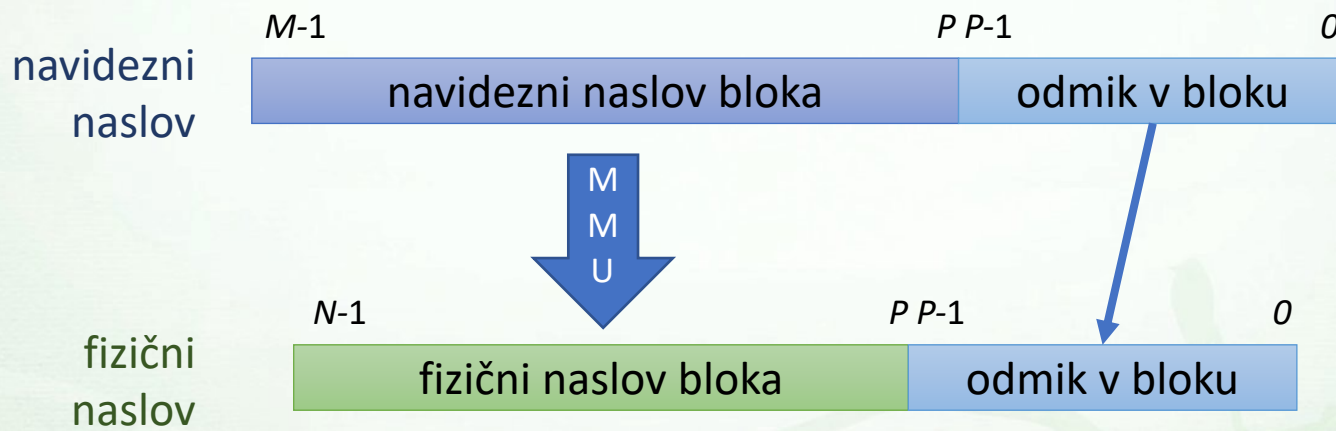 M-1 P P-1 0
navidezni
naslov
navidezni naslov bloka odmik v bloku
M
M
U
N-1 P P-1 0
fizični
naslov
fizični naslov bloka odmik v bloku